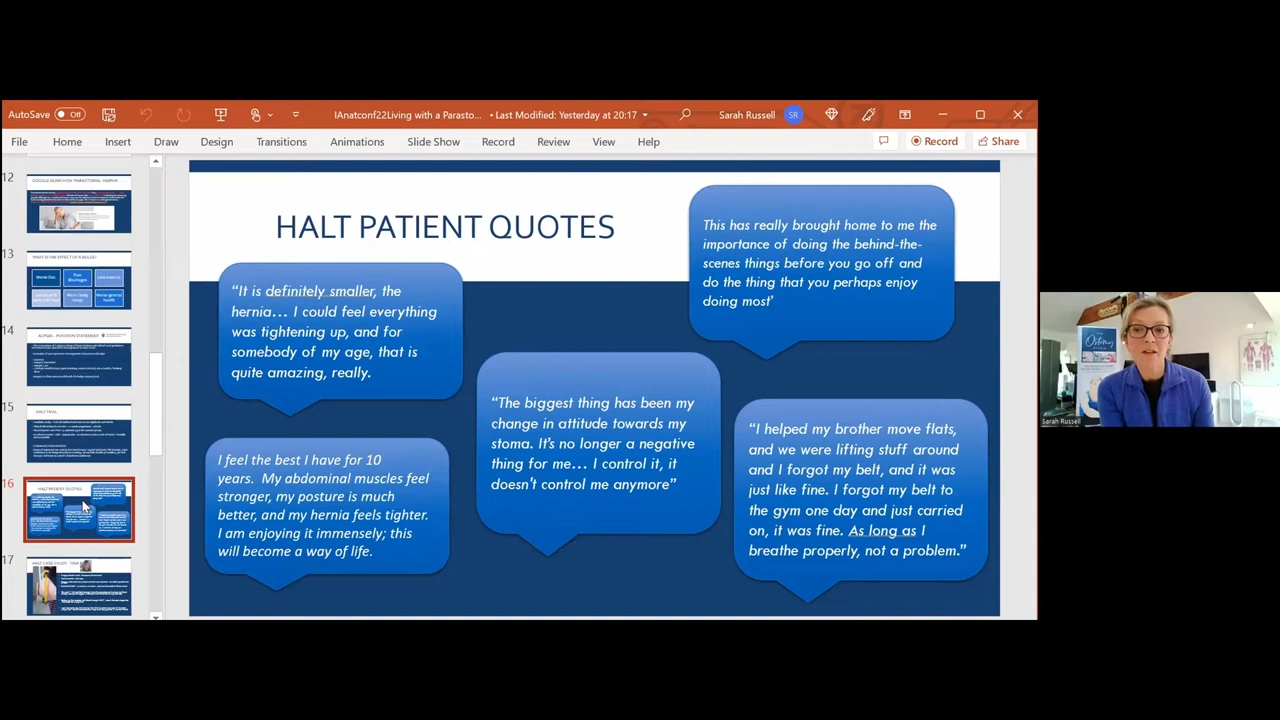 AutoSave
Off
IAnatconf22Living with a Parasto... • Last Modified: Yesterday at 20:17
Sarah Russell
SR
File
Home
Insert
Draw
Design
Transitions
Animations
Slide Show
Record
Review
View
Help
Record
Share
12
13
14
15
HALT TRIAL
16
HALT PATIENT QUOTES
17
HALT PATIENT QUOTES
This has really brought home to me the
importance of doing the behind-the-
scenes things before you go off and
do the thing that you perhaps enjoy
doing most'
“It is definitely smaller, the
hernia... I could feel everything
was tightening up, and for
somebody of my age, that is
quite amazing, really.
“The biggest thing has been my
change in attitude towards my
stoma. It's no longer a negative
thing for me... I control it, it
doesn't control me anymore”
“I helped my brother move flats,
and we were lifting stuff around
and I forgot my belt, and it was
just like fine. I forgot my belt to
the gym one day and just carried
on, it was fine. As long as I
breathe properly, not a problem.”
I feel the best I have for 10
years. My abdominal muscles feel
stronger, my posture is much
better, and my hernia feels tighter.
I am enjoying it immensely; this
will become a way of life.
THE
Ostomy
STUDIO
Sarah Russell